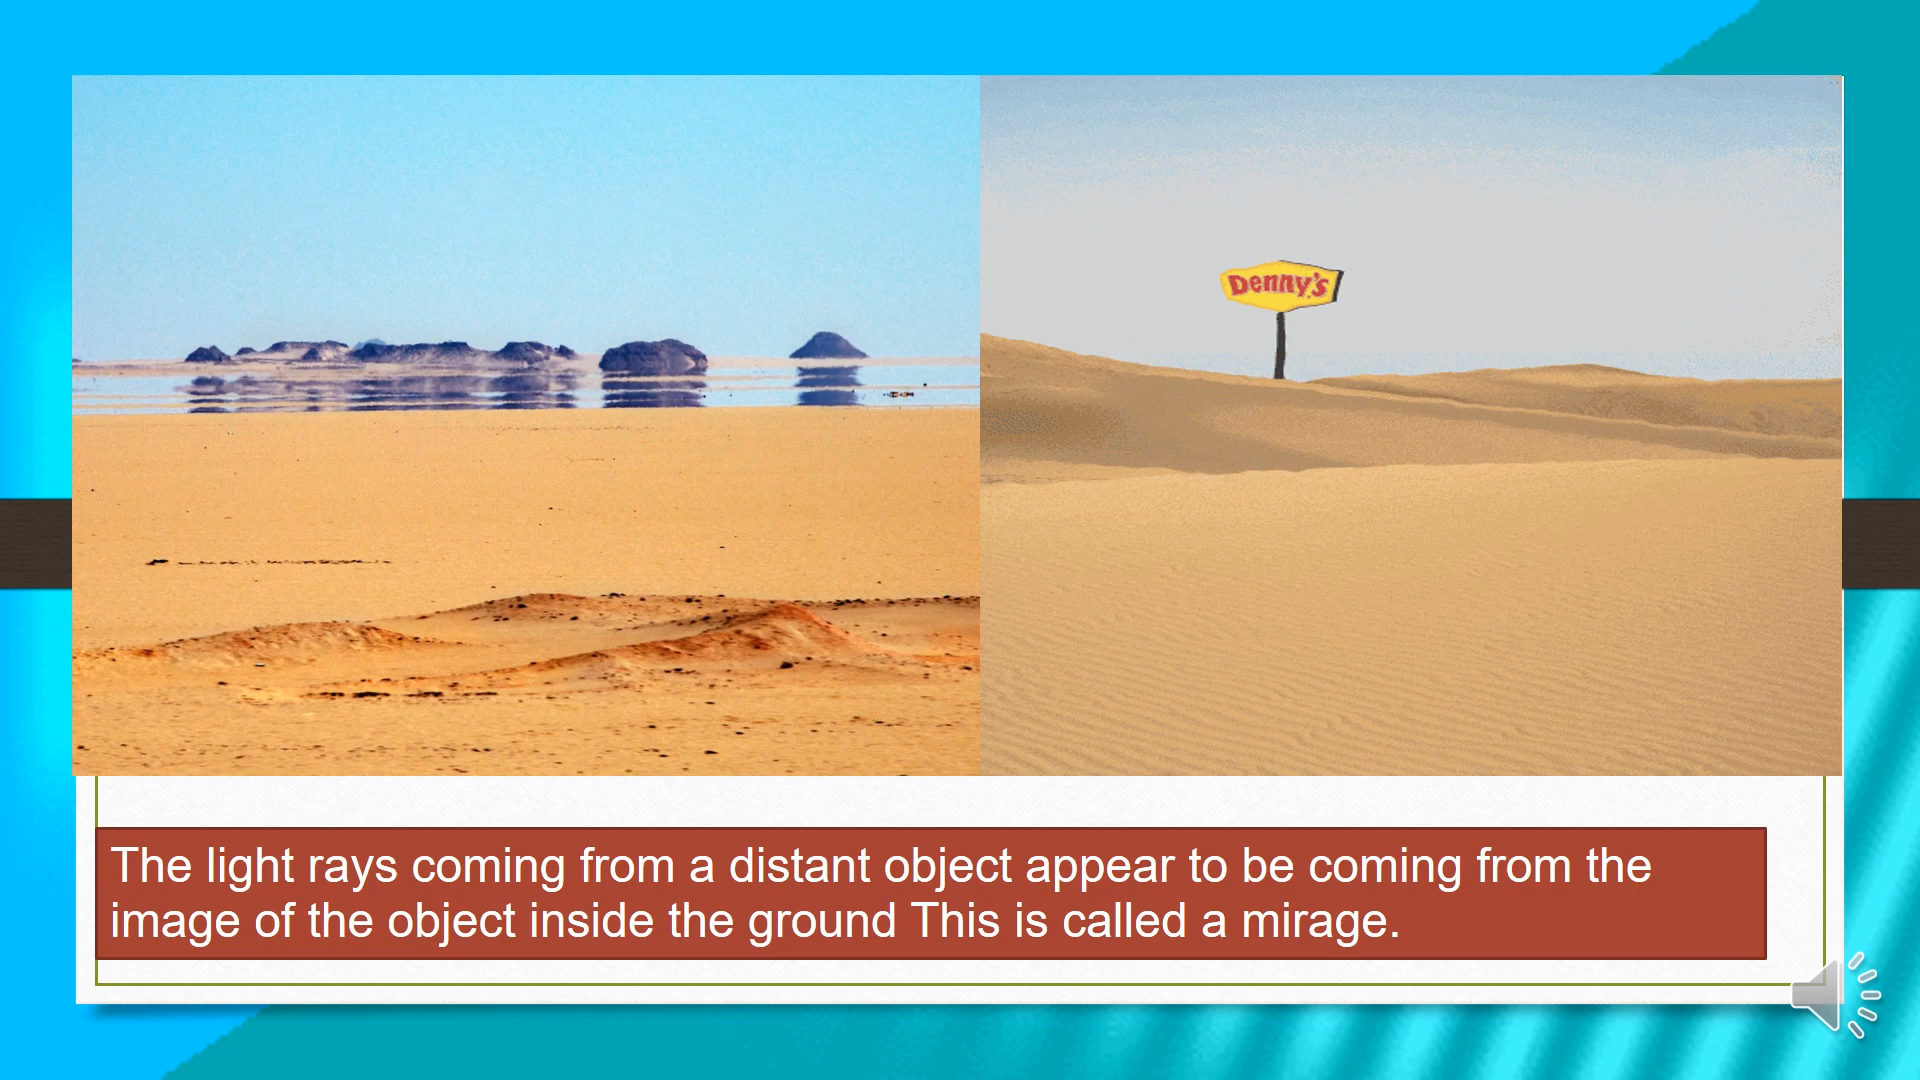 Denny's
The light rays coming from a distant object appear to be coming from the
image of the object inside the ground This is called a mirage.